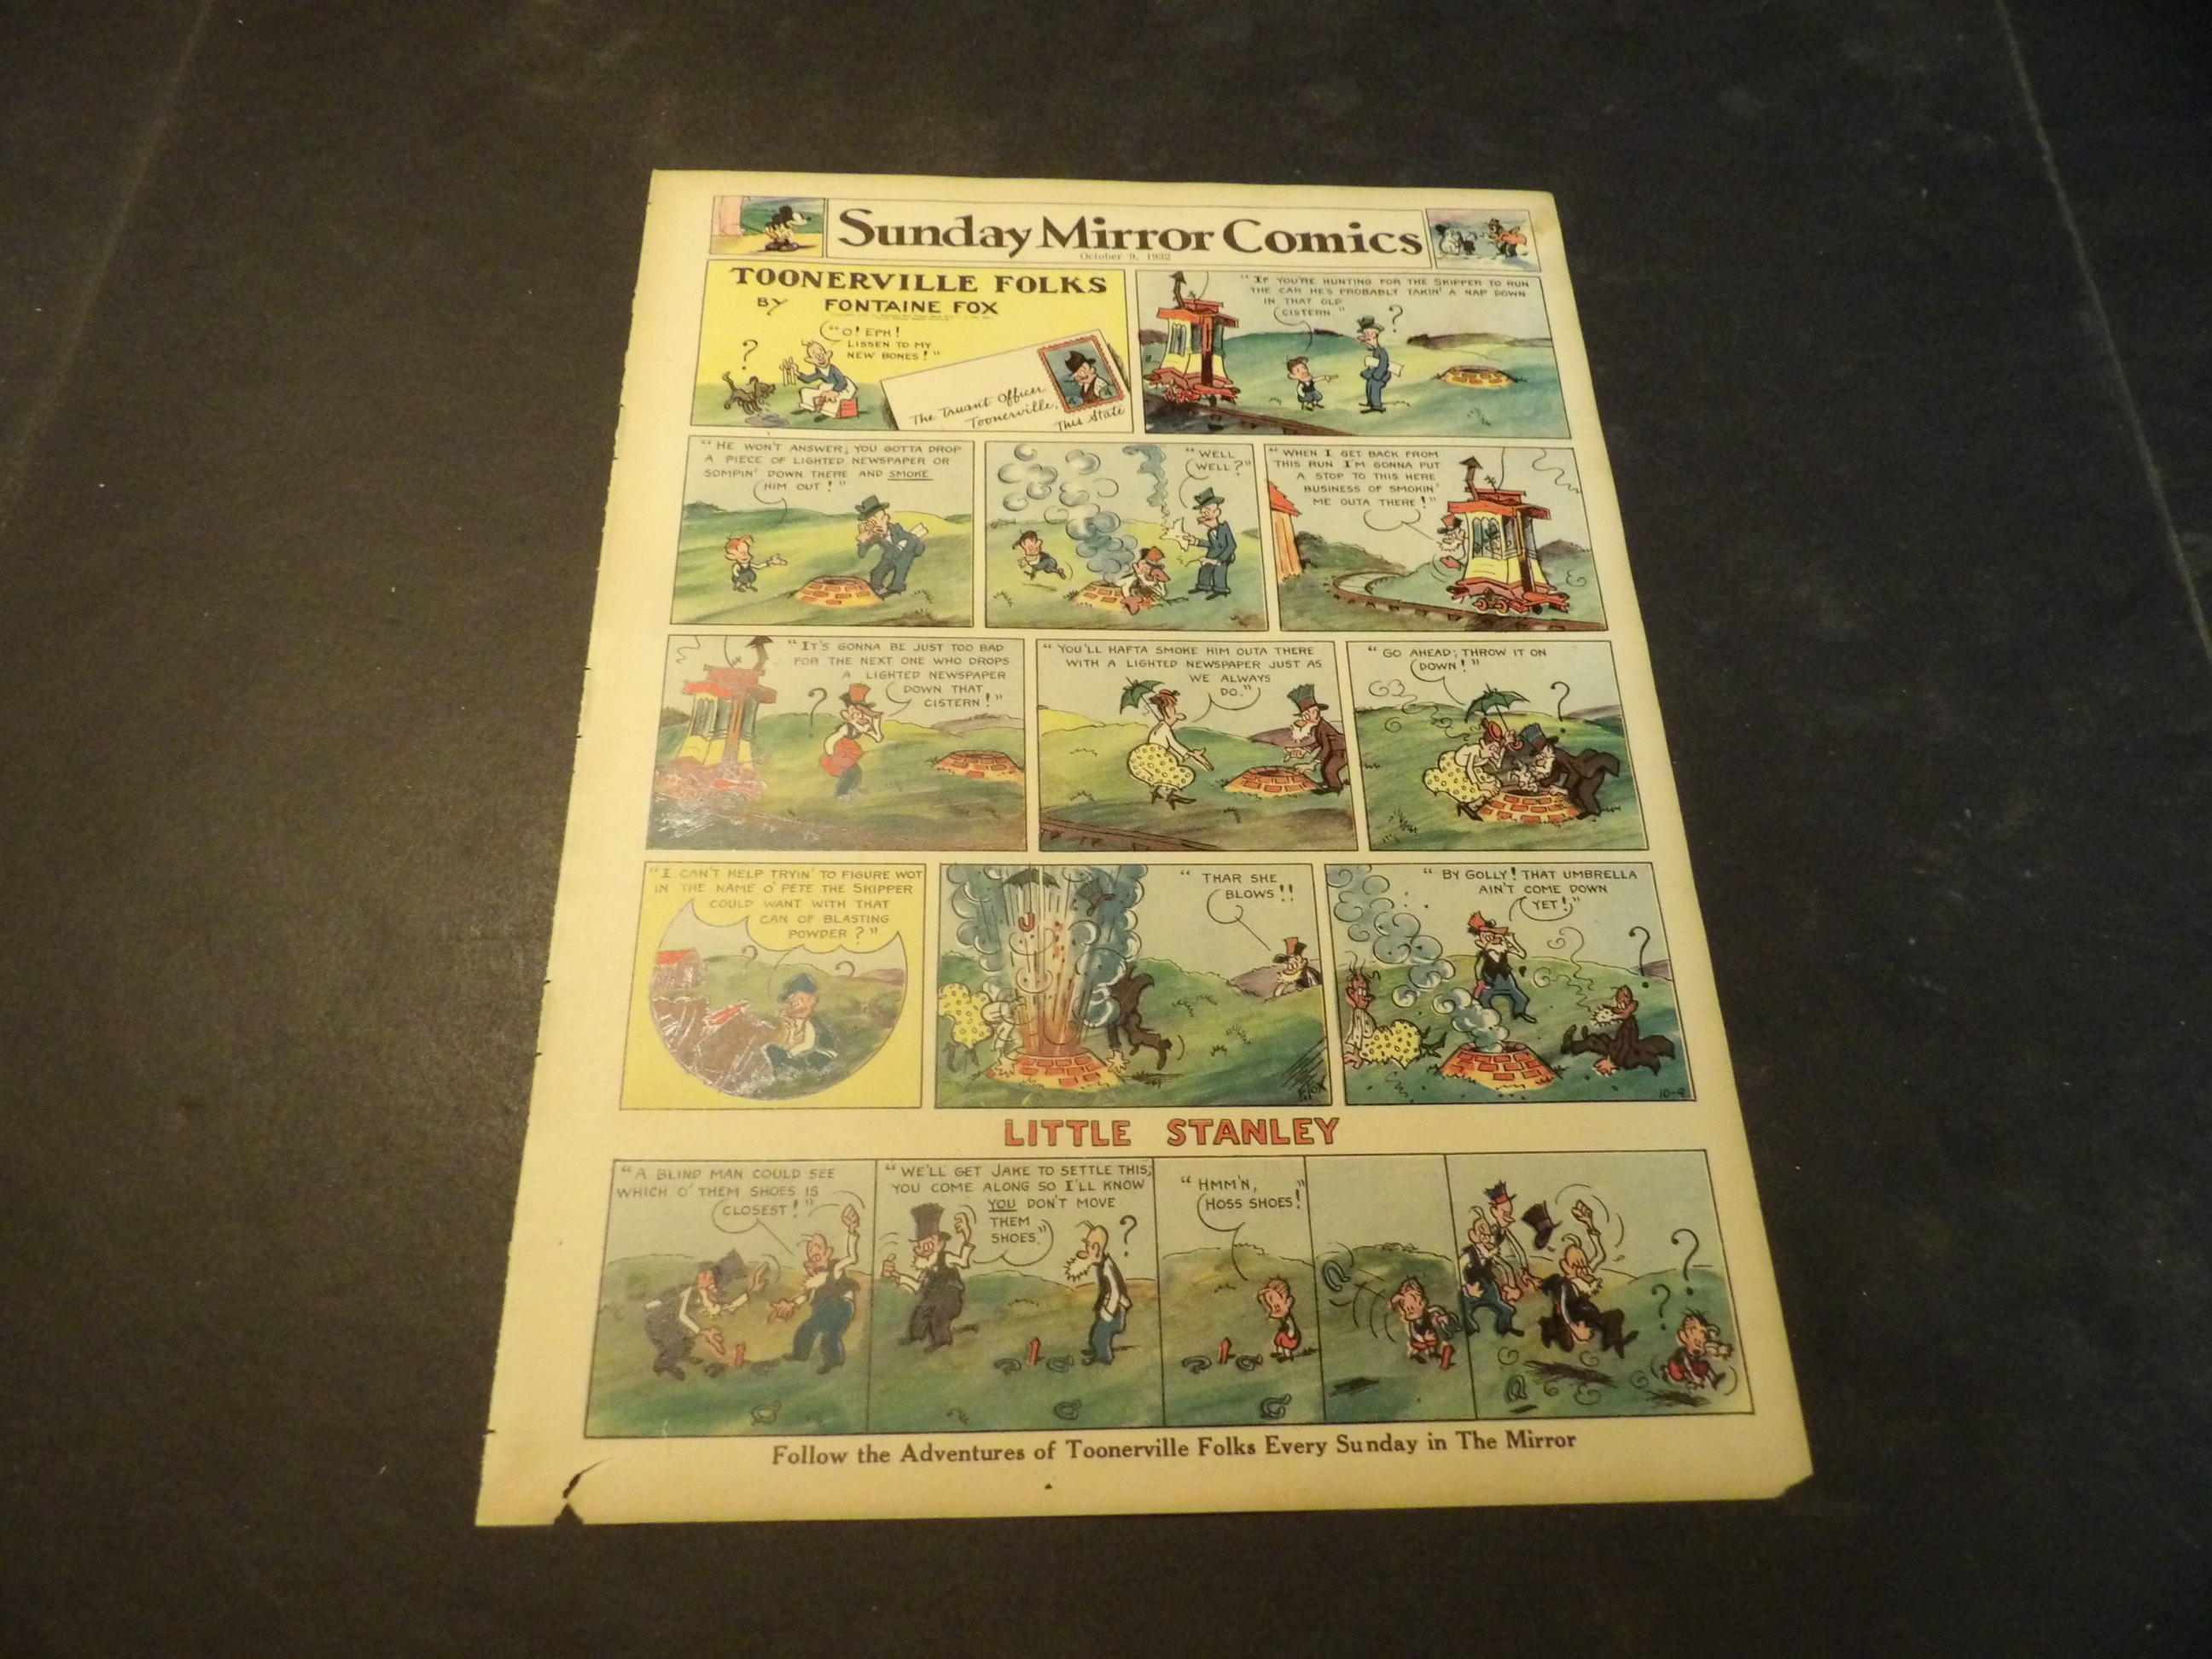 Sunday Mirror Comics
October 9, 1932
TOONERVILLE FOLKS
BY FONTAINE FOX
"O! EPH!
LISSEN TO MY
NEW BONES!"
?
The Truant Officer
Toonerville,
This State
"IF YOU'RE HUNTING FOR THE SKIPPER TO RUN
THE CAR HE'S PROBABLY TAKIN' A NAP DOWN
IN THAT OLD
CISTERN."
?
"HE WON'T ANSWER; YOU GOTTA DROP
A PIECE OF LIGHTED NEWSPAPER OR
SOMPIN' DOWN THERE AND SMOKE
HIM OUT!"
"WELL
WELL?"
"WHEN I GET BACK FROM
THIS RUN I'M GONNA PUT
A STOP TO THIS HERE
BUSINESS OF SMOKIN'
ME OUTA THERE!"
"IT'S GONNA BE JUST TOO BAD
FOR THE NEXT ONE WHO DROPS
A LIGHTED NEWSPAPER
DOWN THAT
CISTERN!"
?
"YOU'LL HAFTA SMOKE HIM OUTA THERE
WITH A LIGHTED NEWSPAPER JUST AS
WE ALWAYS
DO."
"GO AHEAD; THROW IT ON
DOWN!"
?
"I CAN'T HELP TRYIN' TO FIGURE WOT
IN THE NAME O' PETE THE SKIPPER
COULD WANT WITH THAT
CAN OF BLASTING
POWDER?"
? ?
"THAR SHE
BLOWS!!
F. FOX
"BY GOLLY! THAT UMBRELLA
AIN'T COME DOWN
YET!"
?
10-9
LITTLE STANLEY
"A BLIND MAN COULD SEE
WHICH O' THEM SHOES IS
CLOSEST!"
"WE'LL GET JAKE TO SETTLE THIS;
YOU COME ALONG SO I'LL KNOW
YOU DON'T MOVE
THEM
SHOES."
?
"HMM'N,
HOSS SHOES!"
?
?
Follow the Adventures of Toonerville Folks Every Sunday in The Mirror